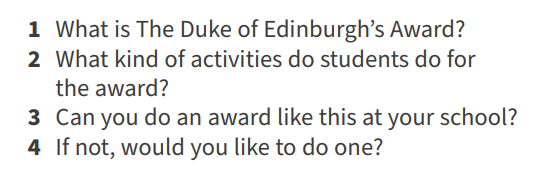 1 What is The Duke of Edinburgh’s Award?
2 What kind of activities do students do for
the award?
3 Can you do an award like this at your school?
4 If not, would you like to do one?